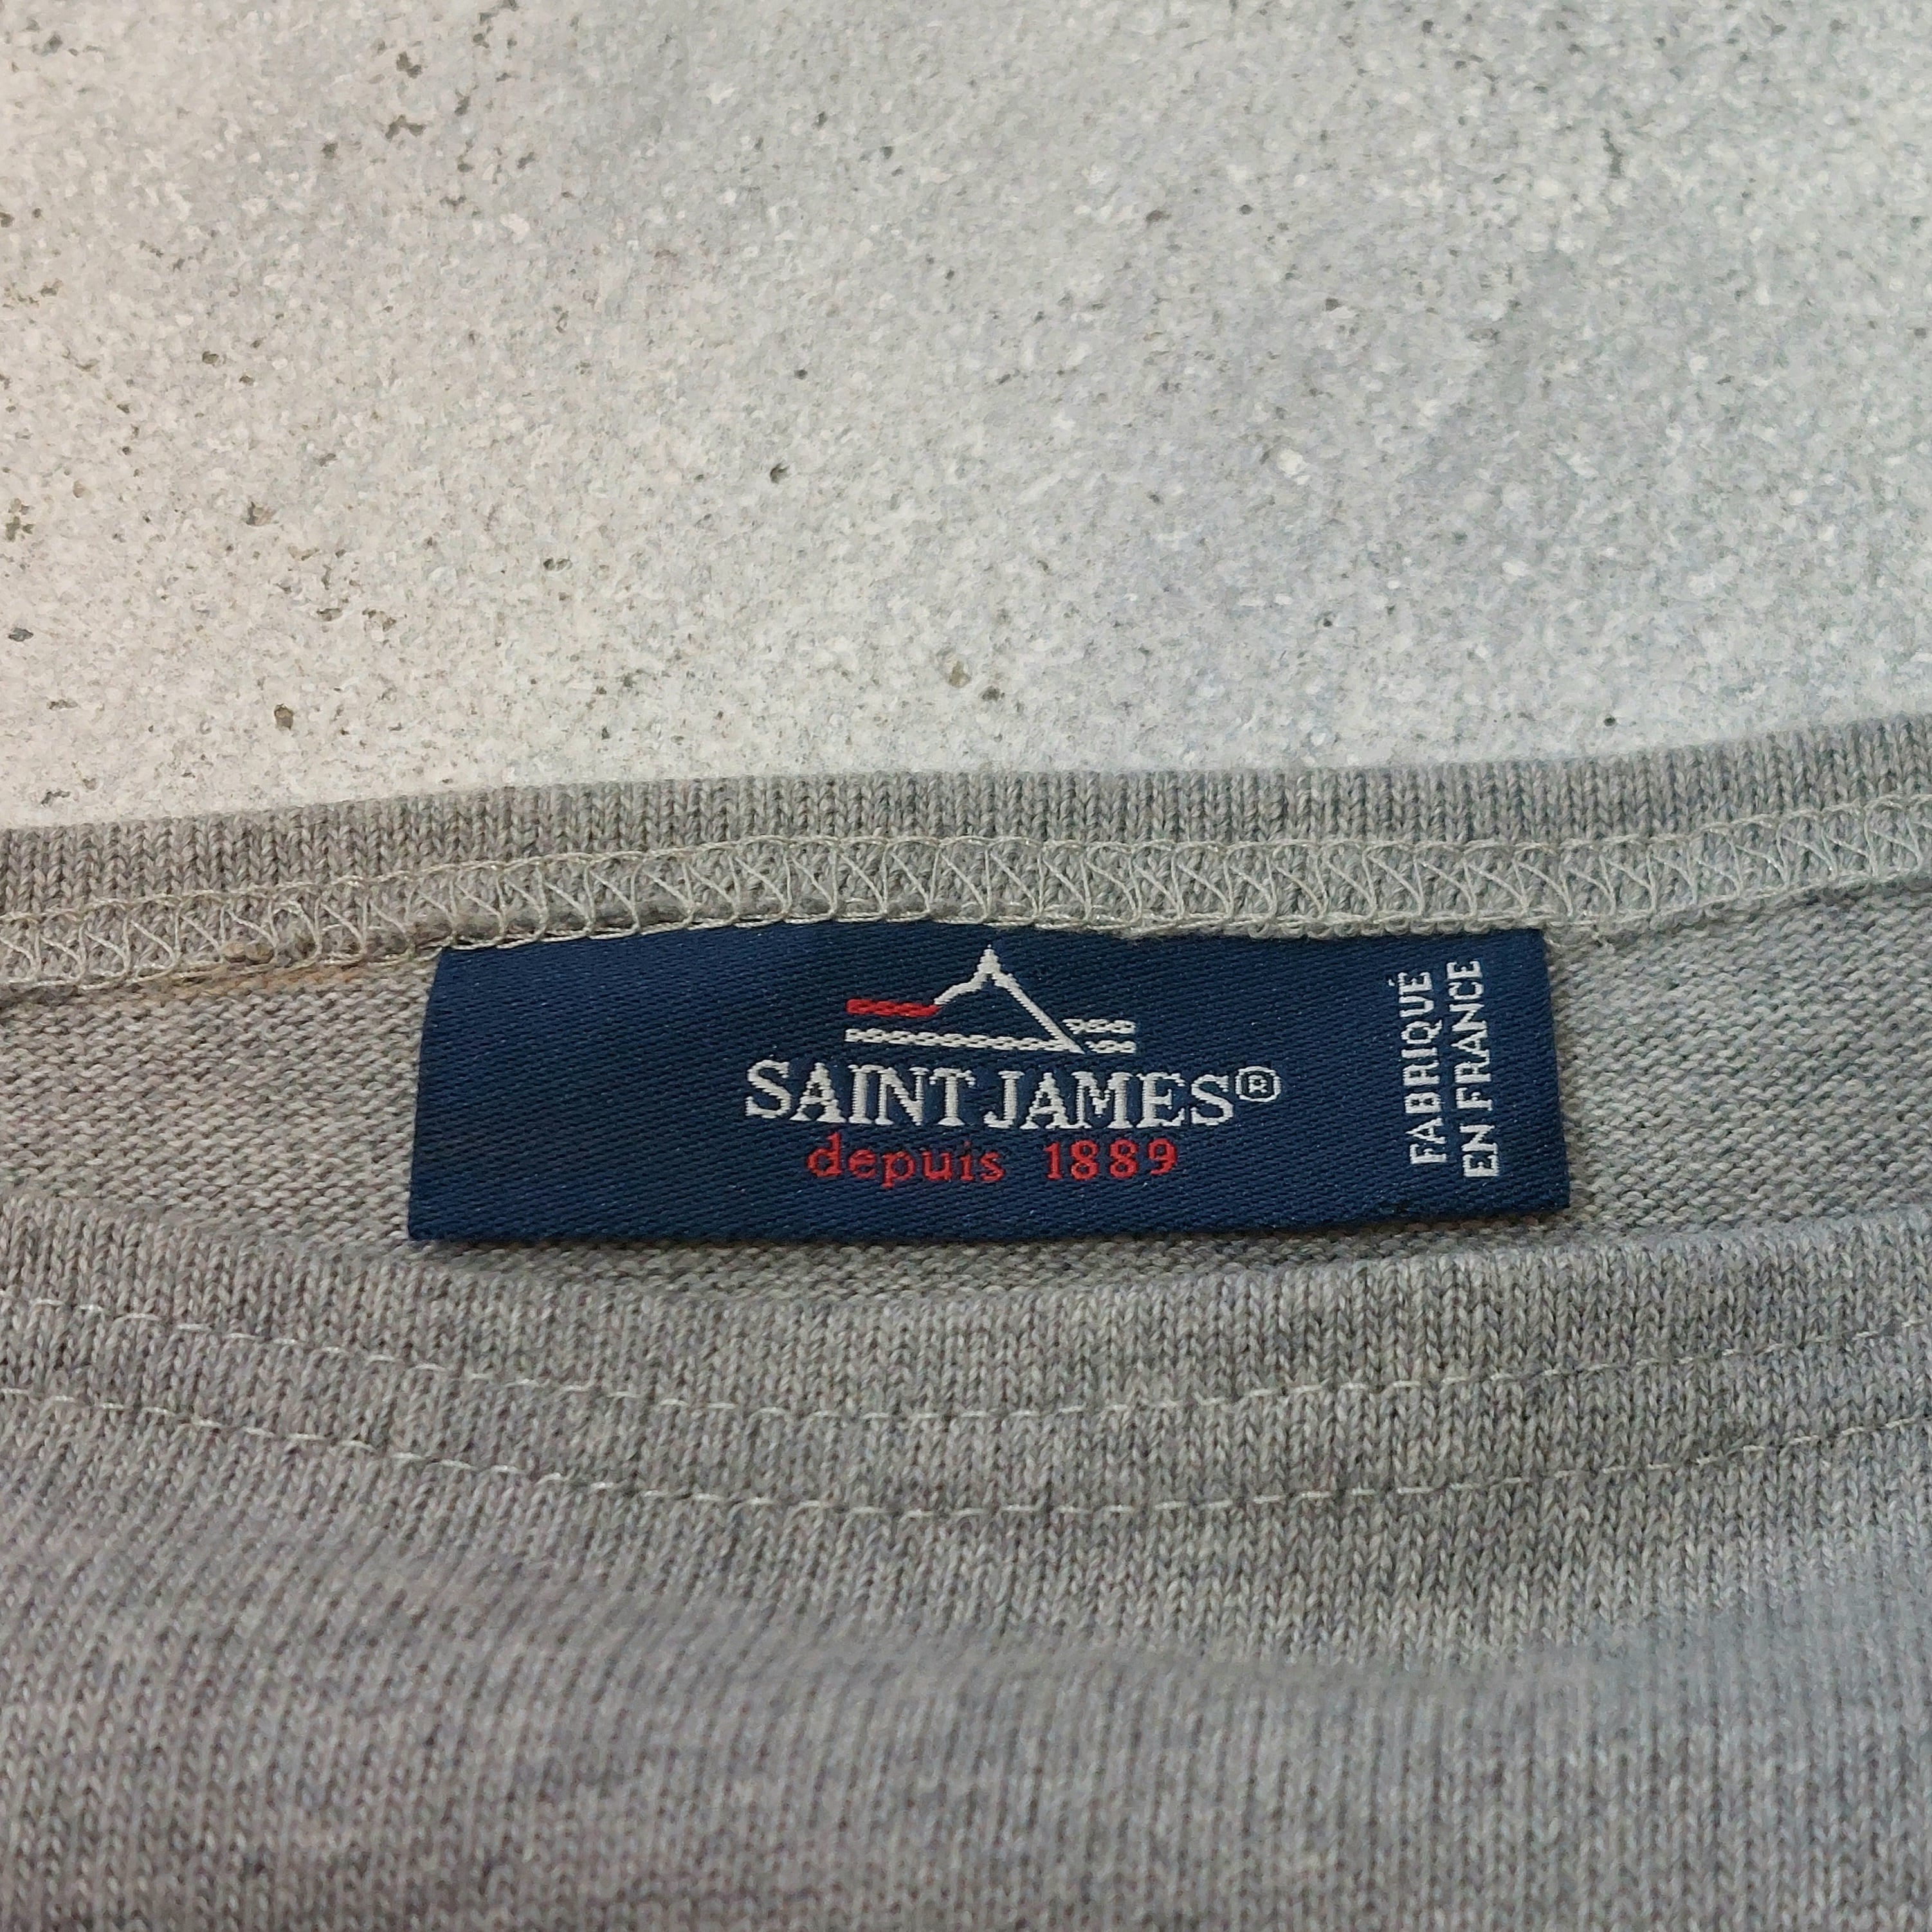 SAINT JAMES®
depuis 1889
FABRIQUÉ
EN FRANCE